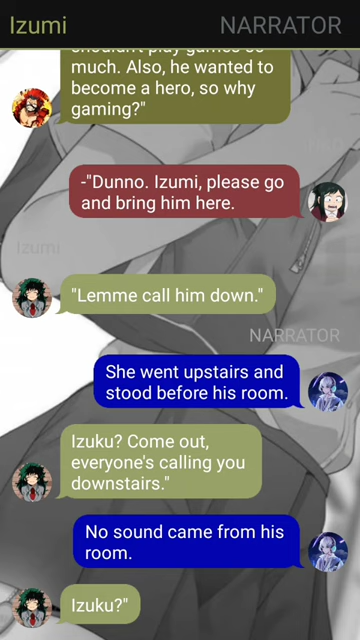 Izumi
NARRATOR
shouldn't play games so
much. Also, he wanted to
become a hero, so why
gaming?"
-"Dunno. Izumi, please go
and bring him here.
Izumi
"Lemme call him down."
NARRATOR
She went upstairs and
stood before his room.
Izuku? Come out,
everyone's calling you
downstairs."
No sound came from his
room.
Izuku?"